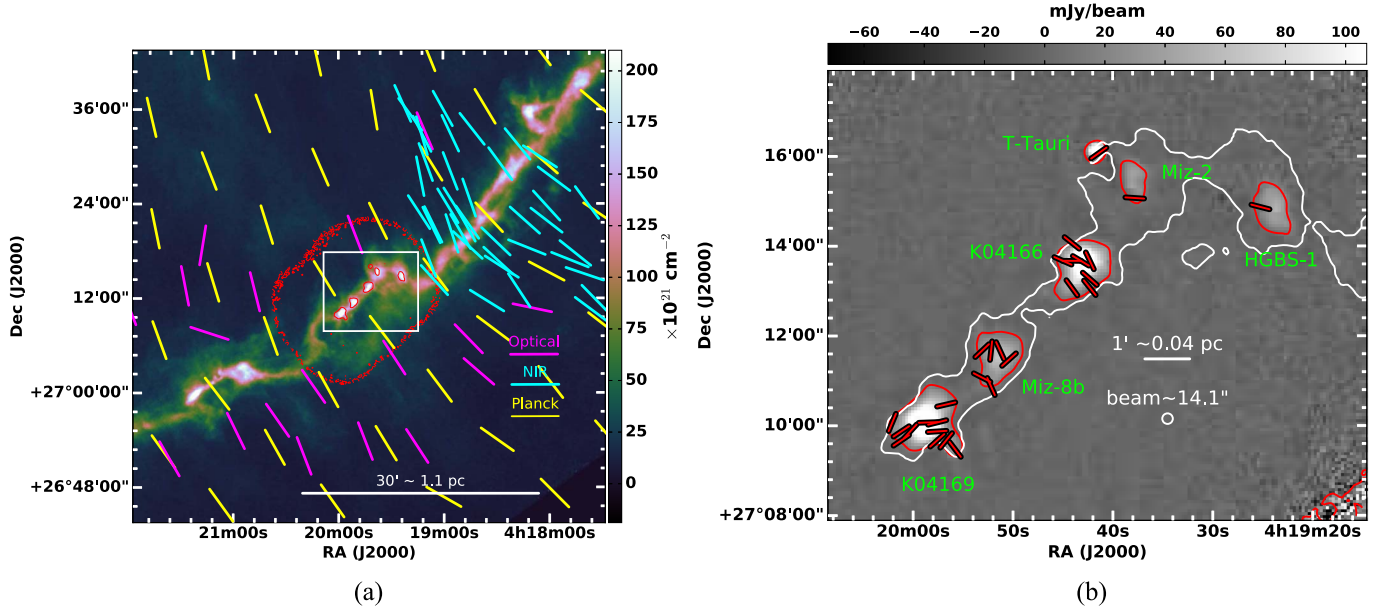 mJy/beam
−60 −40 −20 0 20 40 60 80 100
Dec (J2000)
36'00"
24'00"
12'00"
+27°00'00"
+26°48'00"
Optical
NIR
Planck
30' ~ 1.1 pc
21m00s 20m00s 19m00s 4h18m00s
RA (J2000)
200
175
150
125
100
75
50
25
0
×10²¹ cm⁻²
(a)
Dec (J2000)
16'00"
14'00"
12'00"
10'00"
+27°08'00"
T-Tauri
Miz-2
K04166
HGBS-1
1' ~0.04 pc
Miz-8b
beam~14.1"
K04169
20m00s 50s 40s 30s 4h19m20s
RA (J2000)
(b)